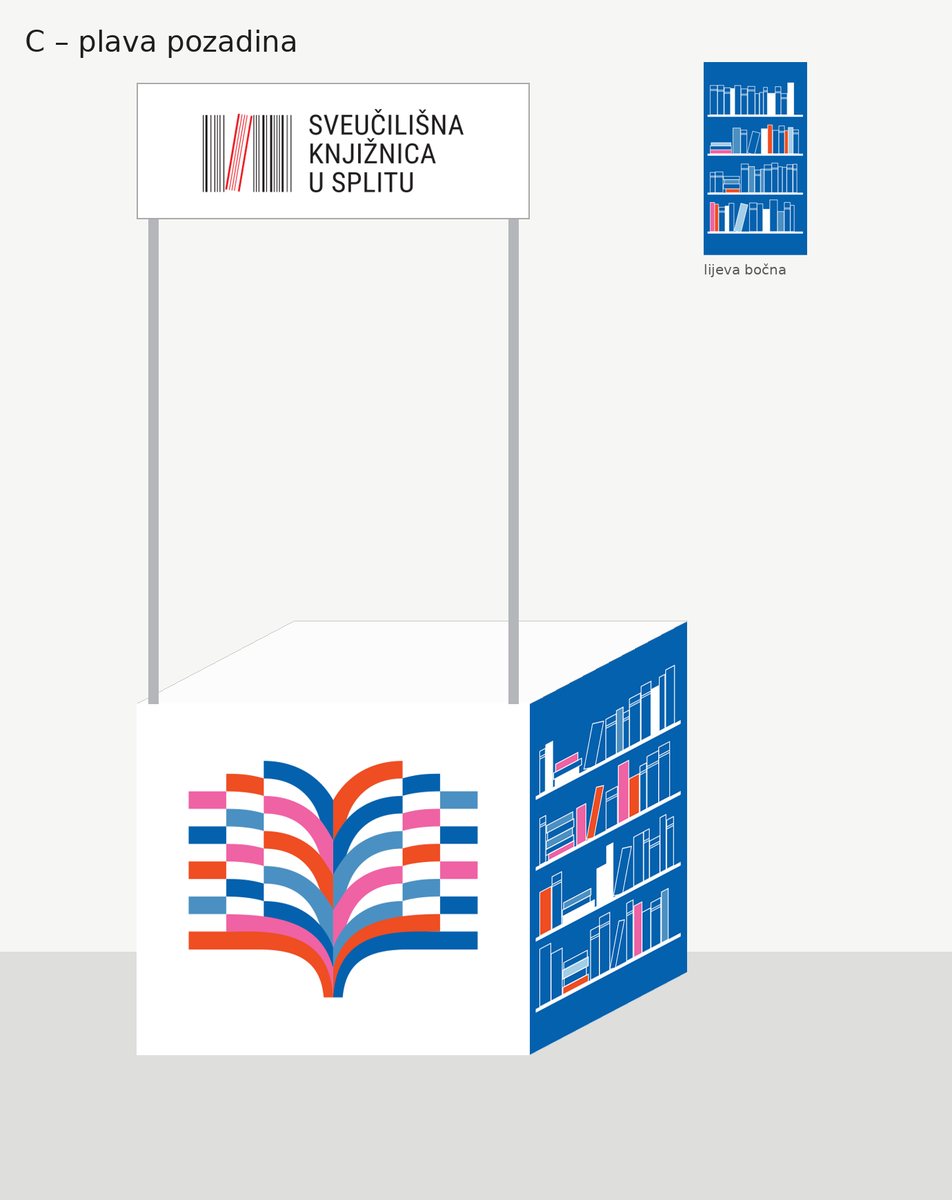 C – plava pozadina
SVEUČILIŠNA
KNJIŽNICA
U SPLITU
lijeva bočna